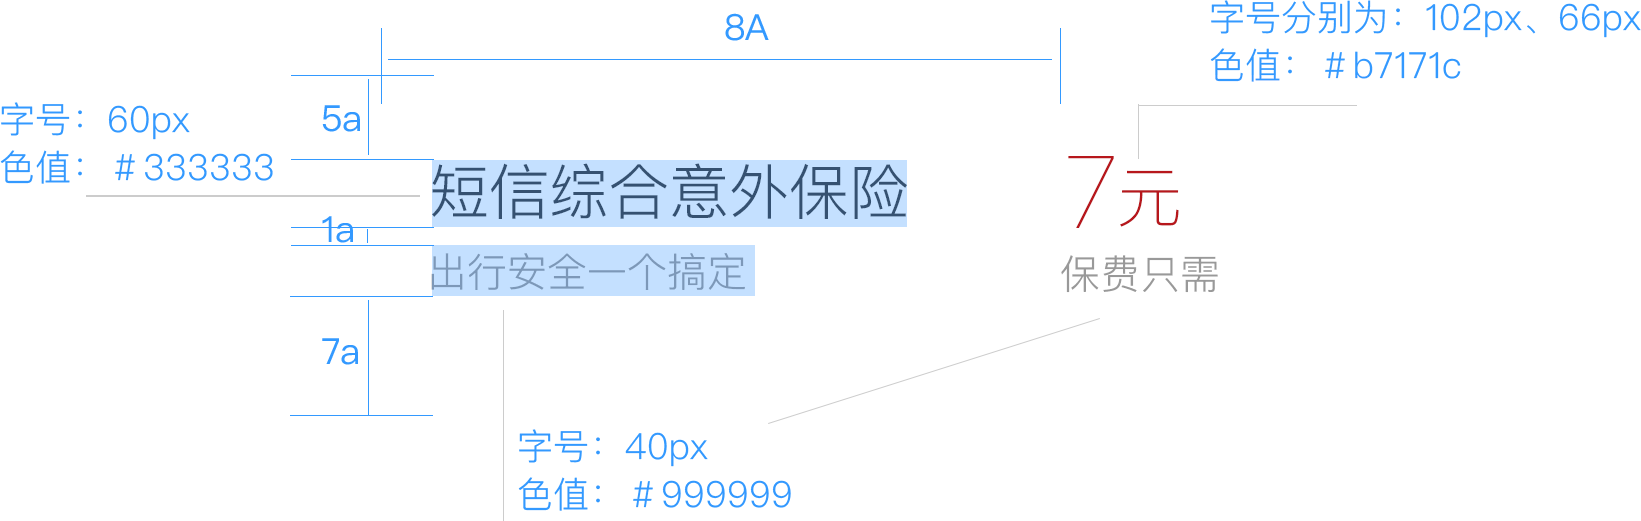 8A
字号分别为：102px、66px
色值：＃b7171c
5a
字号：60px
色值：＃333333
短信综合意外保险
7元
1a
出行安全一个搞定
保费只需
7a
字号：40px
色值：＃999999